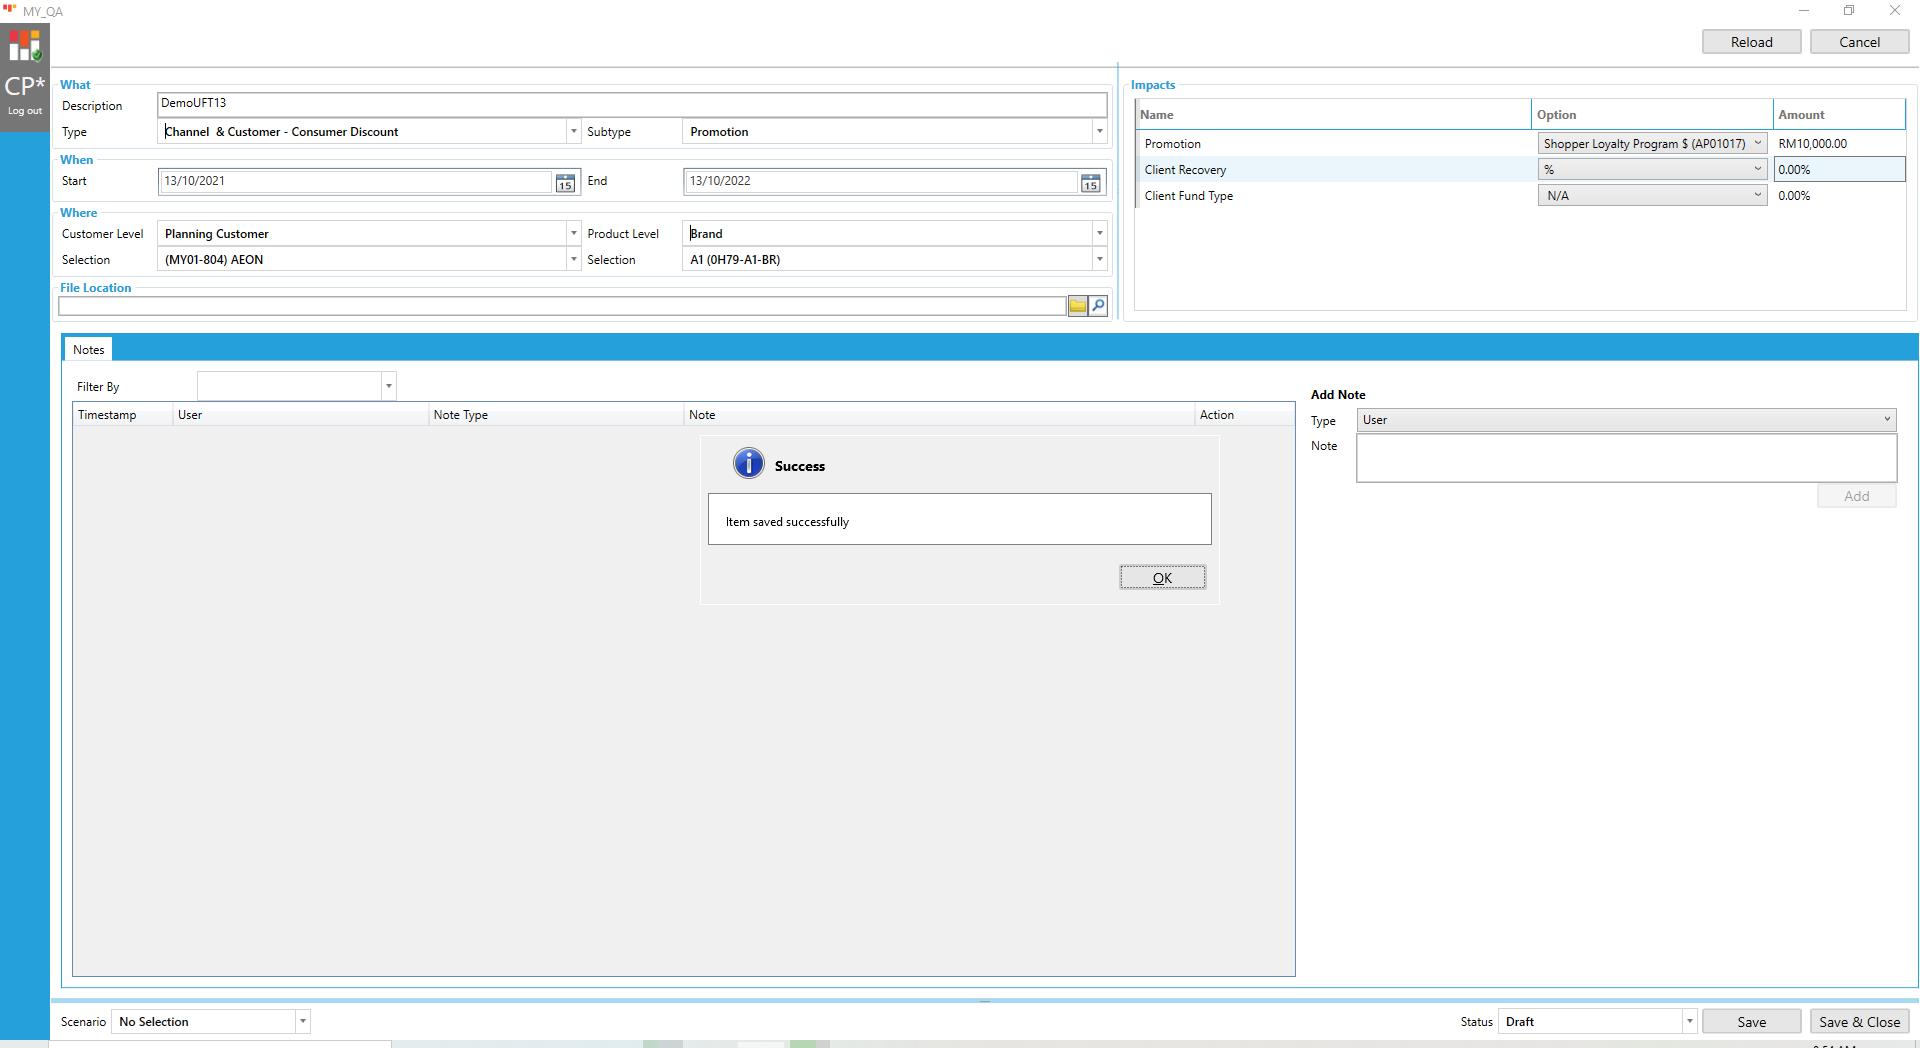 MY_QA
CP*
Log out
Reload
Cancel
What
Description
DemoUFT13
Type
Channel  & Customer - Consumer Discount
Subtype
Promotion
When
Start
13/10/2021
15
End
13/10/2022
15
Where
Customer Level
Planning Customer
Product Level
Brand
Selection
(MY01-804) AEON
Selection
A1 (0H79-A1-BR)
File Location
Impacts
Name
Option
Amount
Promotion
Shopper Loyalty Program $ (AP01017)
RM10,000.00
Client Recovery
%
0.00%
Client Fund Type
N/A
0.00%
Notes
Filter By
Timestamp
User
Note Type
Note
Action
Add Note
Type
User
Note
Add
Success
Item saved successfully
OK
Scenario
No Selection
Status
Draft
Save
Save & Close